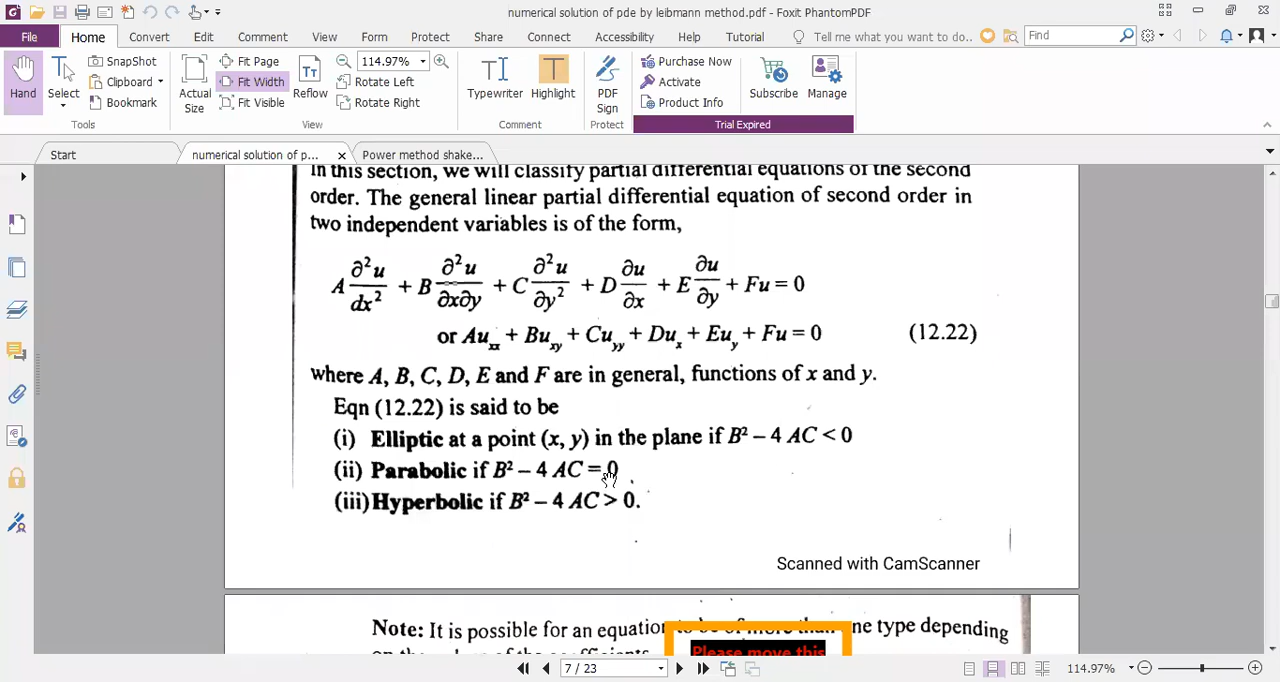 numerical solution of pde by leibmann method.pdf - Foxit PhantomPDF
File Home Convert Edit Comment View Form Protect Share Connect Accessibility Help Tutorial Tell me what you want to do.. Find
Hand
Select
SnapShot
Clipboard
Bookmark
Tools
Actual Size
Fit Page
Fit Width
Fit Visible
Reflow
114.97%
Rotate Left
Rotate Right
View
Typewriter
Highlight
Comment
PDF Sign
Protect
Purchase Now
Activate
Product Info
Subscribe
Manage
Trial Expired
Start numerical solution of p... Power method shake...
In this section, we will classify partial differential equations of the second
order. The general linear partial differential equation of second order in
two independent variables is of the form,
A ∂²u/dx² + B ∂²u/∂x∂y + C ∂²u/∂y² + D ∂u/∂x + E ∂u/∂y + Fu = 0
or Au_xx + Bu_xy + Cu_yy + Du_x + Eu_y + Fu = 0 (12.22)
where A, B, C, D, E and F are in general, functions of x and y.
Eqn (12.22) is said to be
(i) Elliptic at a point (x, y) in the plane if B² – 4 AC < 0
(ii) Parabolic if B² – 4 AC = 0
(iii) Hyperbolic if B² – 4 AC > 0.
Scanned with CamScanner
Note: It is possible for an equation to be of more than one type depending
Please move this
7 / 23
114.97%